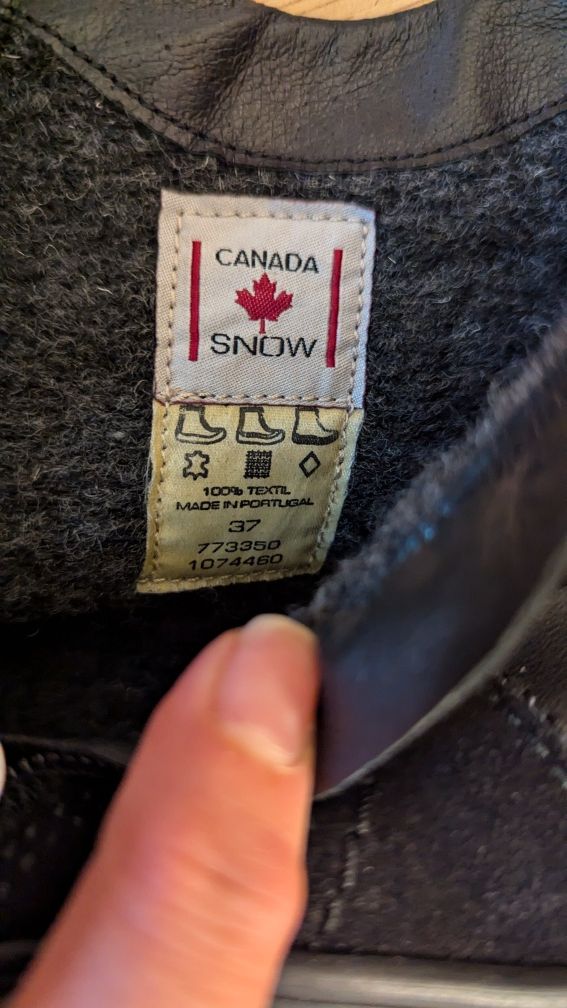 CANADA
SNOW
100% TEXTIL
MADE IN PORTUGAL
37
773350
1074460